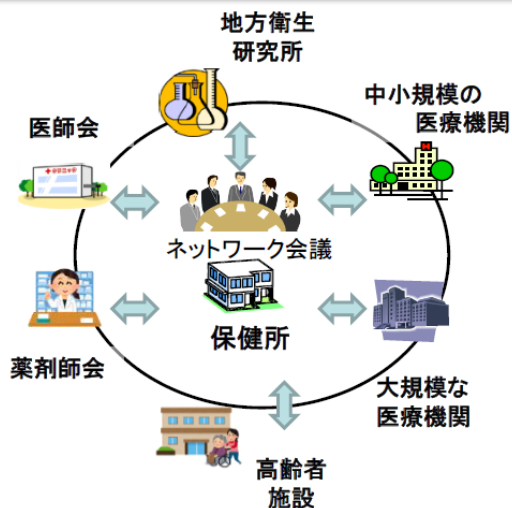 地方衛生
研究所
中小規模の
医療機関
医師会
ネットワーク会議
保健所
薬剤師会
大規模な
医療機関
高齢者
施設